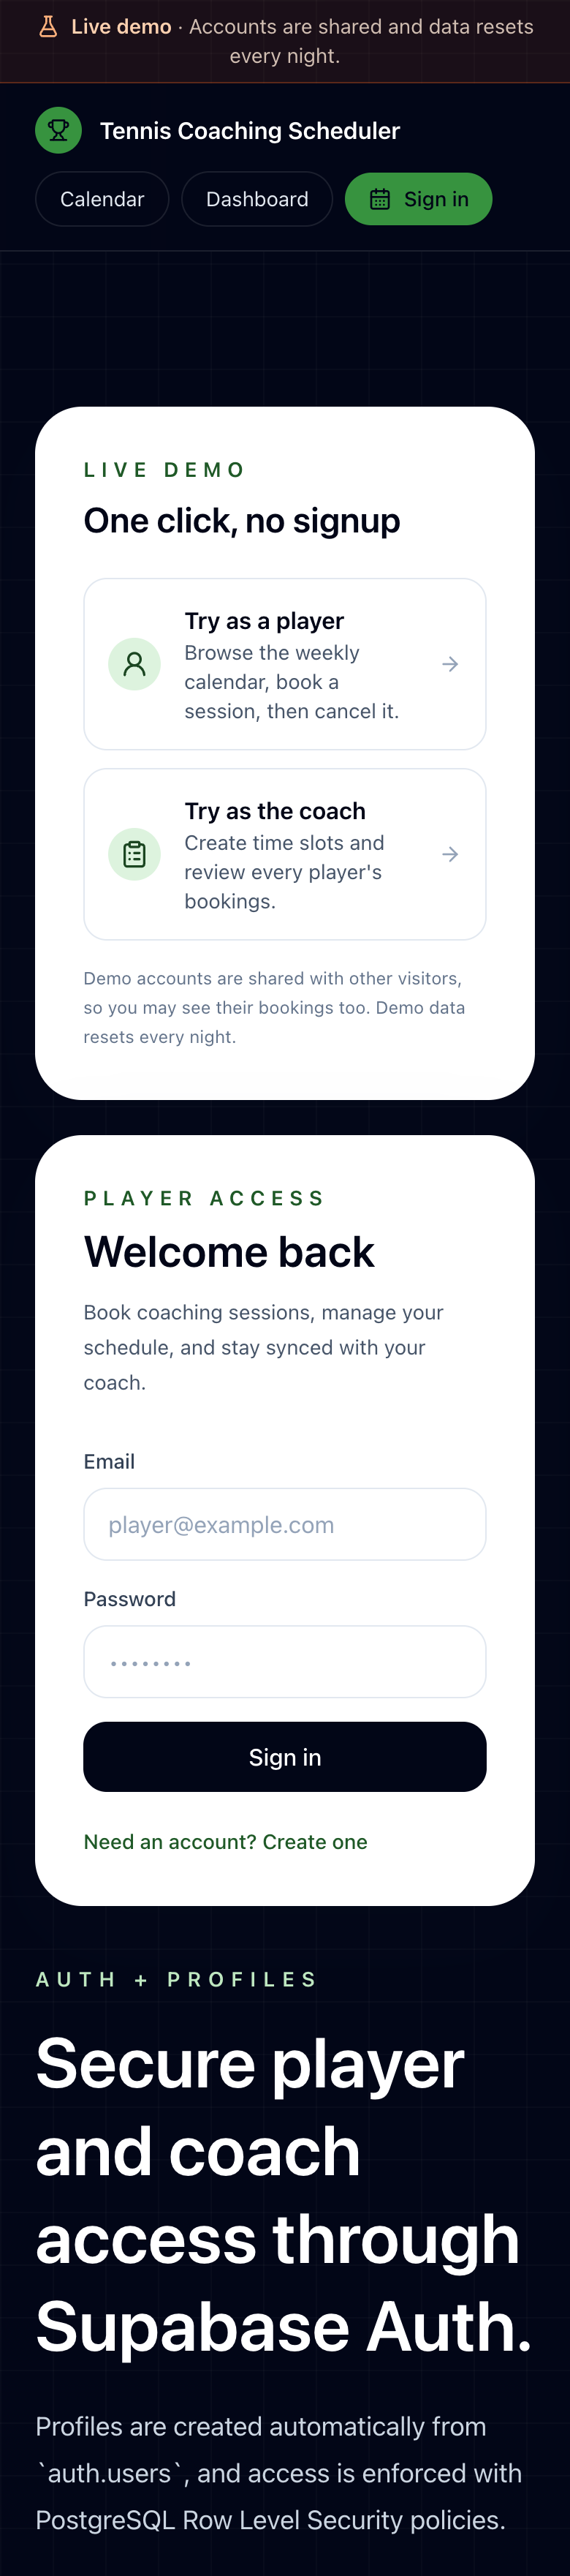 Live demo · Accounts are shared and data resets
every night.
Tennis Coaching Scheduler
Calendar
Dashboard
Sign in
LIVE DEMO
One click, no signup
Try as a player
Browse the weekly
calendar, book a
session, then cancel it.
Try as the coach
Create time slots and
review every player's
bookings.
Demo accounts are shared with other visitors,
so you may see their bookings too. Demo data
resets every night.
PLAYER ACCESS
Welcome back
Book coaching sessions, manage your
schedule, and stay synced with your
coach.
Email
player@example.com
Password
••••••••
Sign in
Need an account? Create one
AUTH + PROFILES
Secure player
and coach
access through
Supabase Auth.
Profiles are created automatically from
`auth.users`, and access is enforced with
PostgreSQL Row Level Security policies.